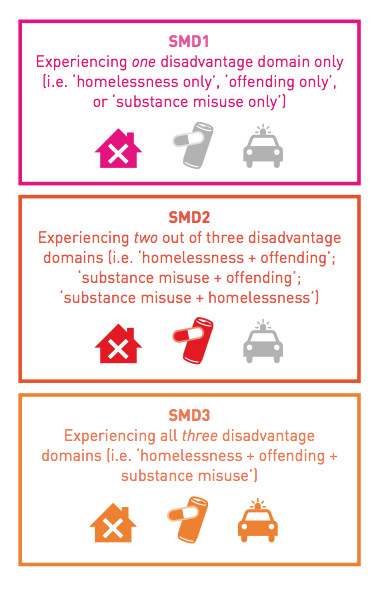 SMD1
Experiencing one disadvantage domain only
(i.e. ‘homelessness only’, ‘offending only’,
or ‘substance misuse only’)
SMD2
Experiencing two out of three disadvantage
domains (i.e. ‘homelessness + offending’;
‘substance misuse + offending’;
‘substance misuse + homelessness’)
SMD3
Experiencing all three disadvantage
domains (i.e. ‘homelessness + offending +
substance misuse’)